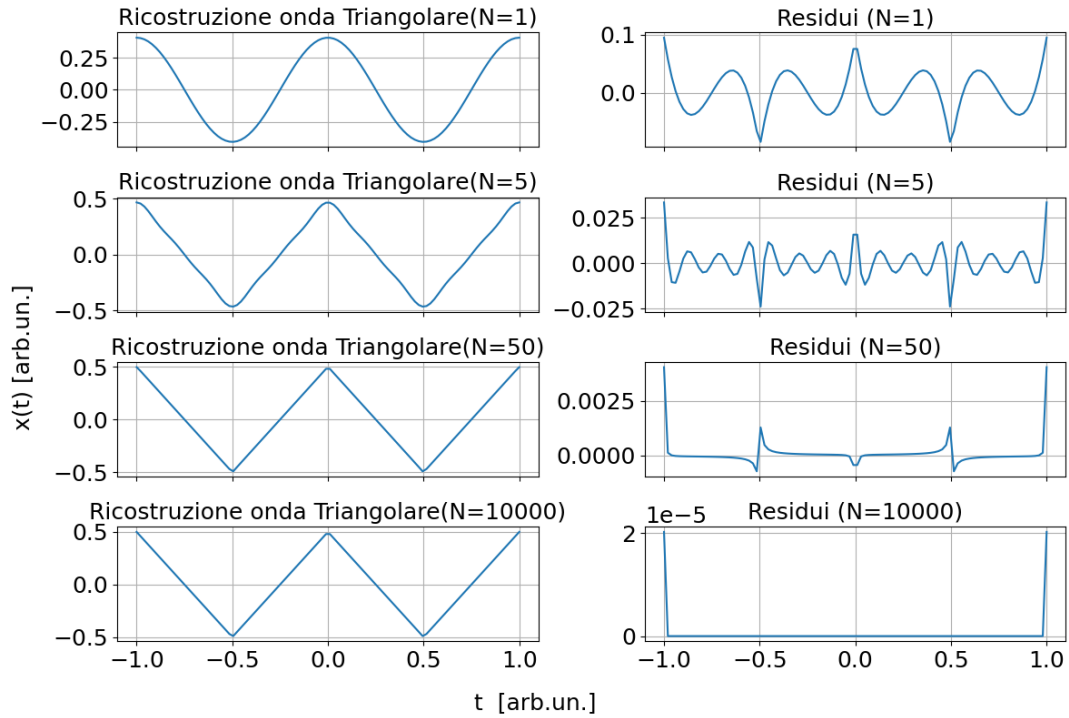 Ricostruzione onda Triangolare(N=1)
0.25
0.00
−0.25
Residui (N=1)
0.1
0.0
Ricostruzione onda Triangolare(N=5)
0.5
0.0
−0.5
Residui (N=5)
0.025
0.000
−0.025
x(t) [arb.un.]
Ricostruzione onda Triangolare(N=50)
0.5
0.0
−0.5
Residui (N=50)
0.0025
0.0000
Ricostruzione onda Triangolare(N=10000)
0.5
0.0
−0.5
−1.0 −0.5 0.0 0.5 1.0
1e−5 Residui (N=10000)
2
0
−1.0 −0.5 0.0 0.5 1.0
t [arb.un.]